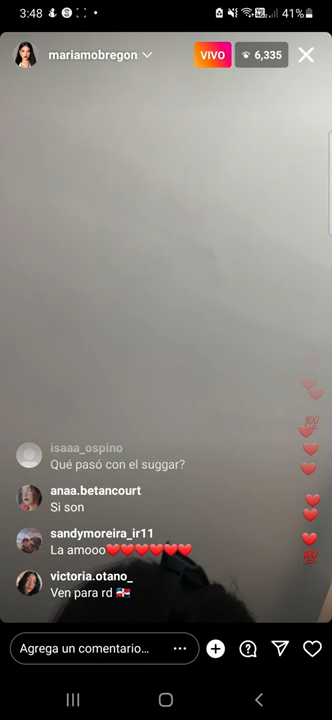 3:48
41%
mariamobregon
VIVO
6,335
isaaa_ospino
Qué pasó con el suggar?
anaa.betancourt
Si son
sandymoreira_ir11
La amooo❤️❤️❤️❤️❤️❤️
victoria.otano_
Ven para rd 🇩🇴
Agrega un comentario...